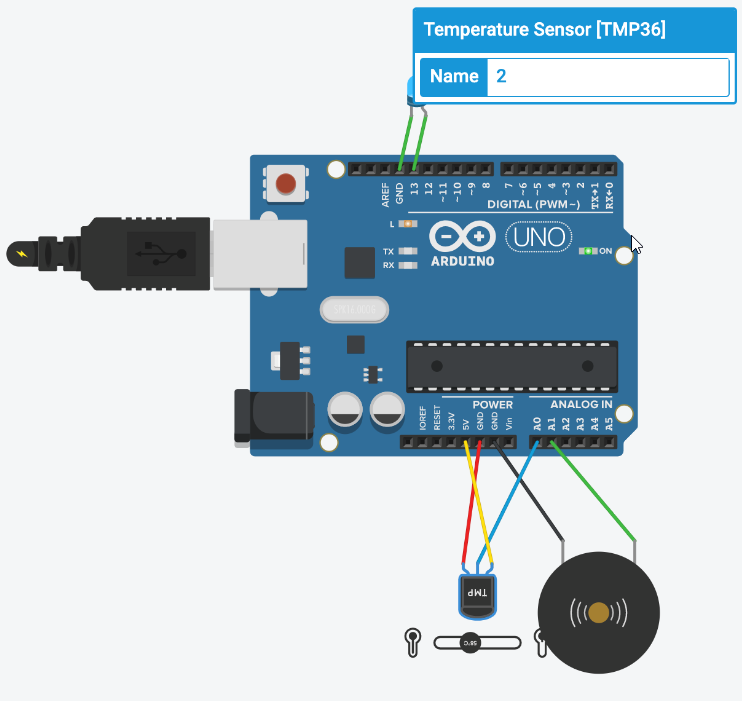 Temperature Sensor [TMP36]
Name 2
AREF
GND
13
12
~11
~10
~9
8
7
~6
~5
4
~3
2
TX→1
RX←0
DIGITAL (PWM~)
L
TX
RX
ARDUINO
UNO
ON
POWER
ANALOG IN
IOREF
RESET
3.3V
5V
GND
GND
Vin
A0
A1
A2
A3
A4
A5
TMP
58°C